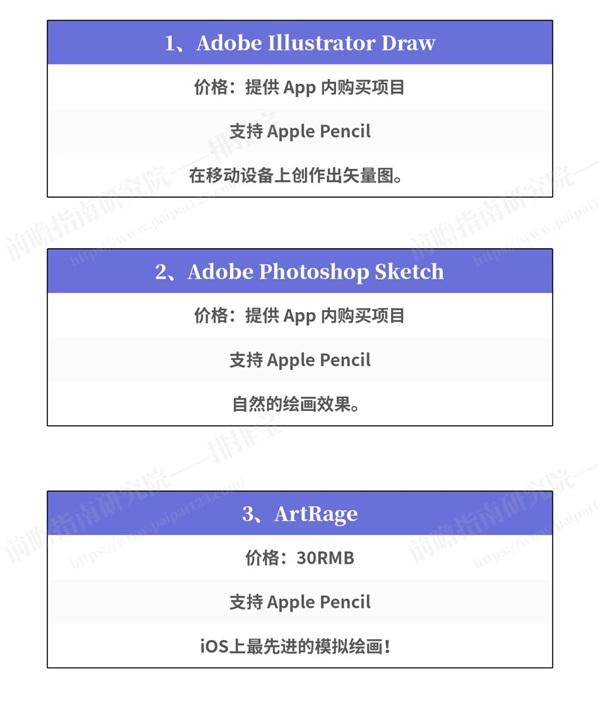 1、Adobe Illustrator Draw
价格：提供 App 内购买项目
支持 Apple Pencil
在移动设备上创作出矢量图。
2、Adobe Photoshop Sketch
价格：提供 App 内购买项目
支持 Apple Pencil
自然的绘画效果。
3、ArtRage
价格：30RMB
支持 Apple Pencil
iOS上最先进的模拟绘画！
前瞻指南研究院——排排宝